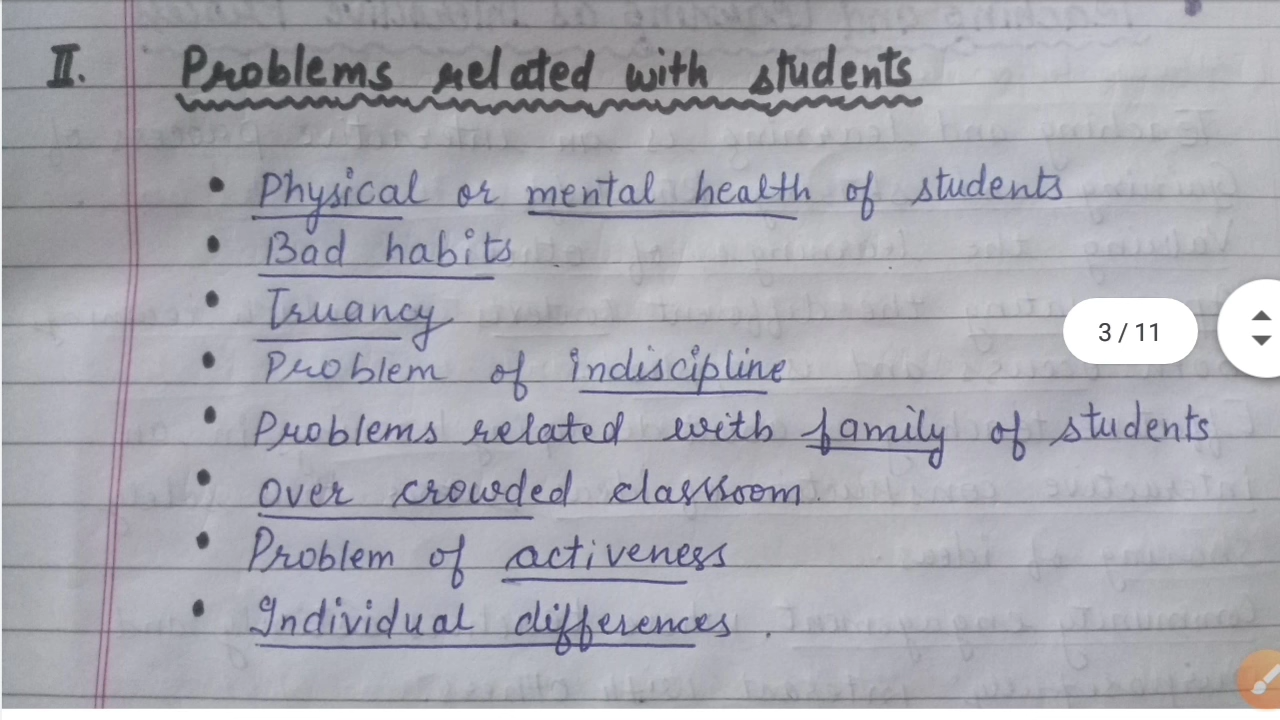 II. Problems related with students
• Physical or mental health of students
• Bad habits
• Truancy
3 / 11
• Problem of indiscipline
• Problems related with family of students
• Over crowded classroom.
• Problem of activeness
• Individual differences.